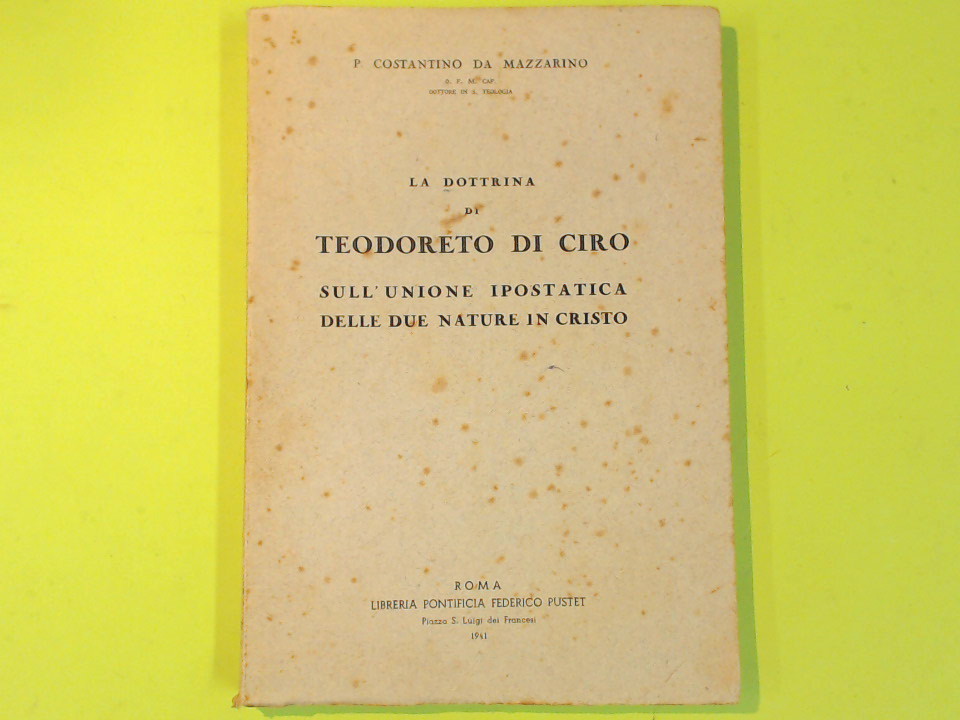 P COSTANTINO DA MAZZARINO
O. F. M. CAP.
DOTTORE IN S. TEOLOGIA
LA DOTTRINA
DI
TEODORETO DI CIRO
SULL'UNIONE IPOSTATICA
DELLE DUE NATURE IN CRISTO
ROMA
LIBRERIA PONTIFICIA FEDERICO PUSTET
Piazza S. Luigi dei Francesi
1941